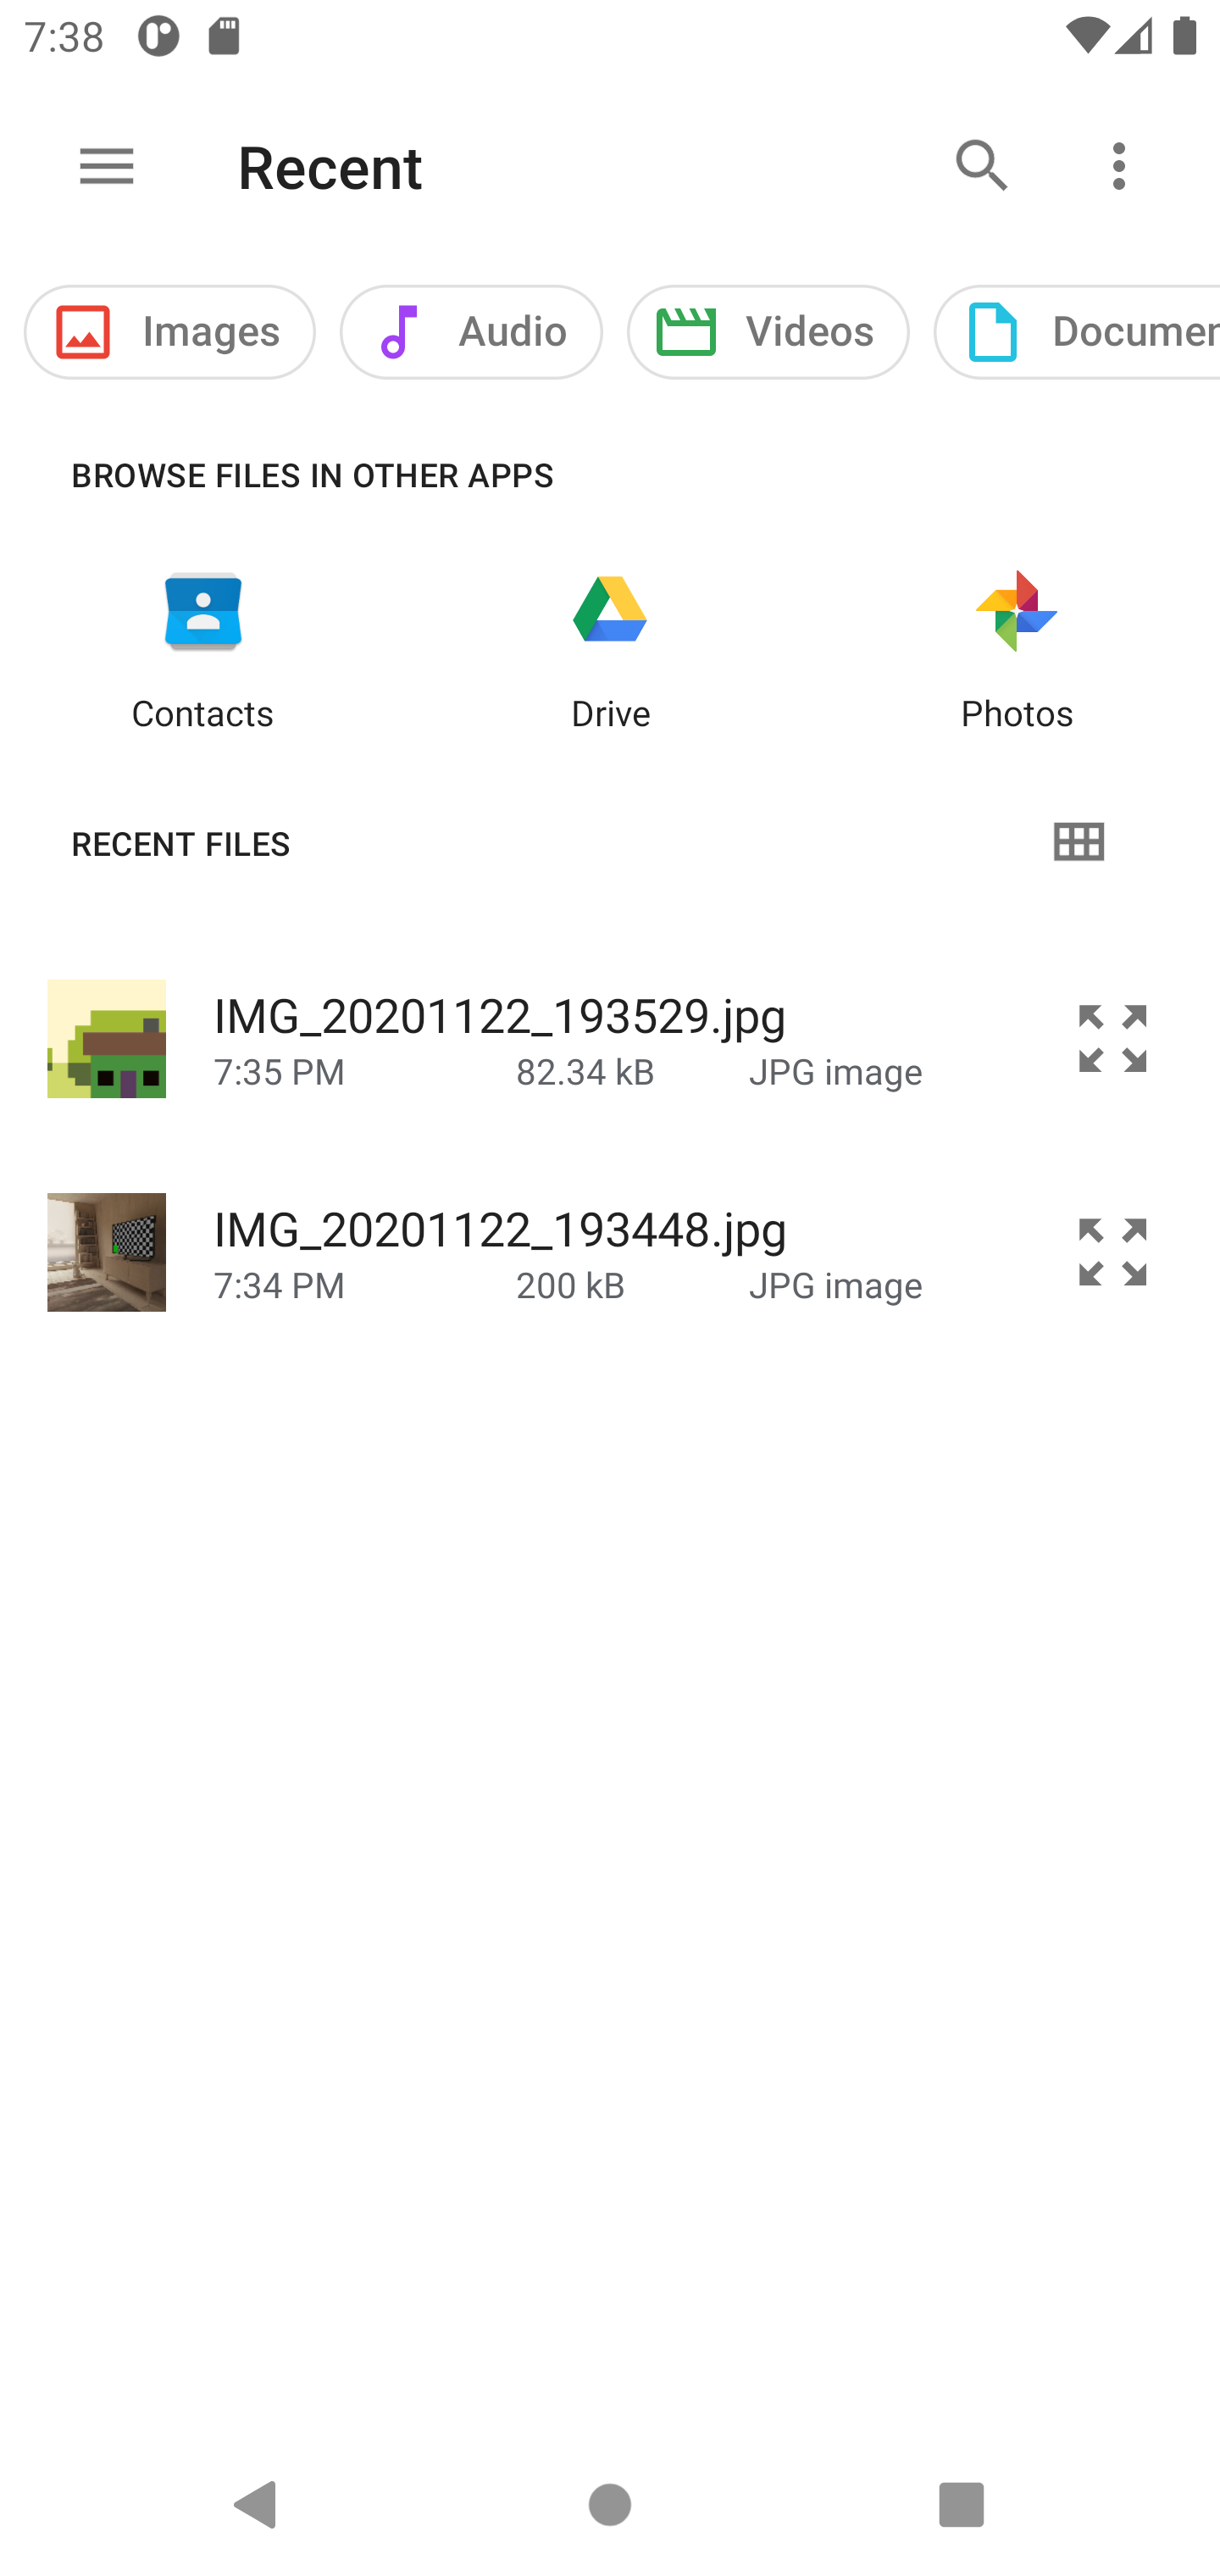 7:38
Recent
Images Audio Videos Documen
BROWSE FILES IN OTHER APPS
Contacts Drive Photos
RECENT FILES
IMG_20201122_193529.jpg
7:35 PM 82.34 kB JPG image
IMG_20201122_193448.jpg
7:34 PM 200 kB JPG image